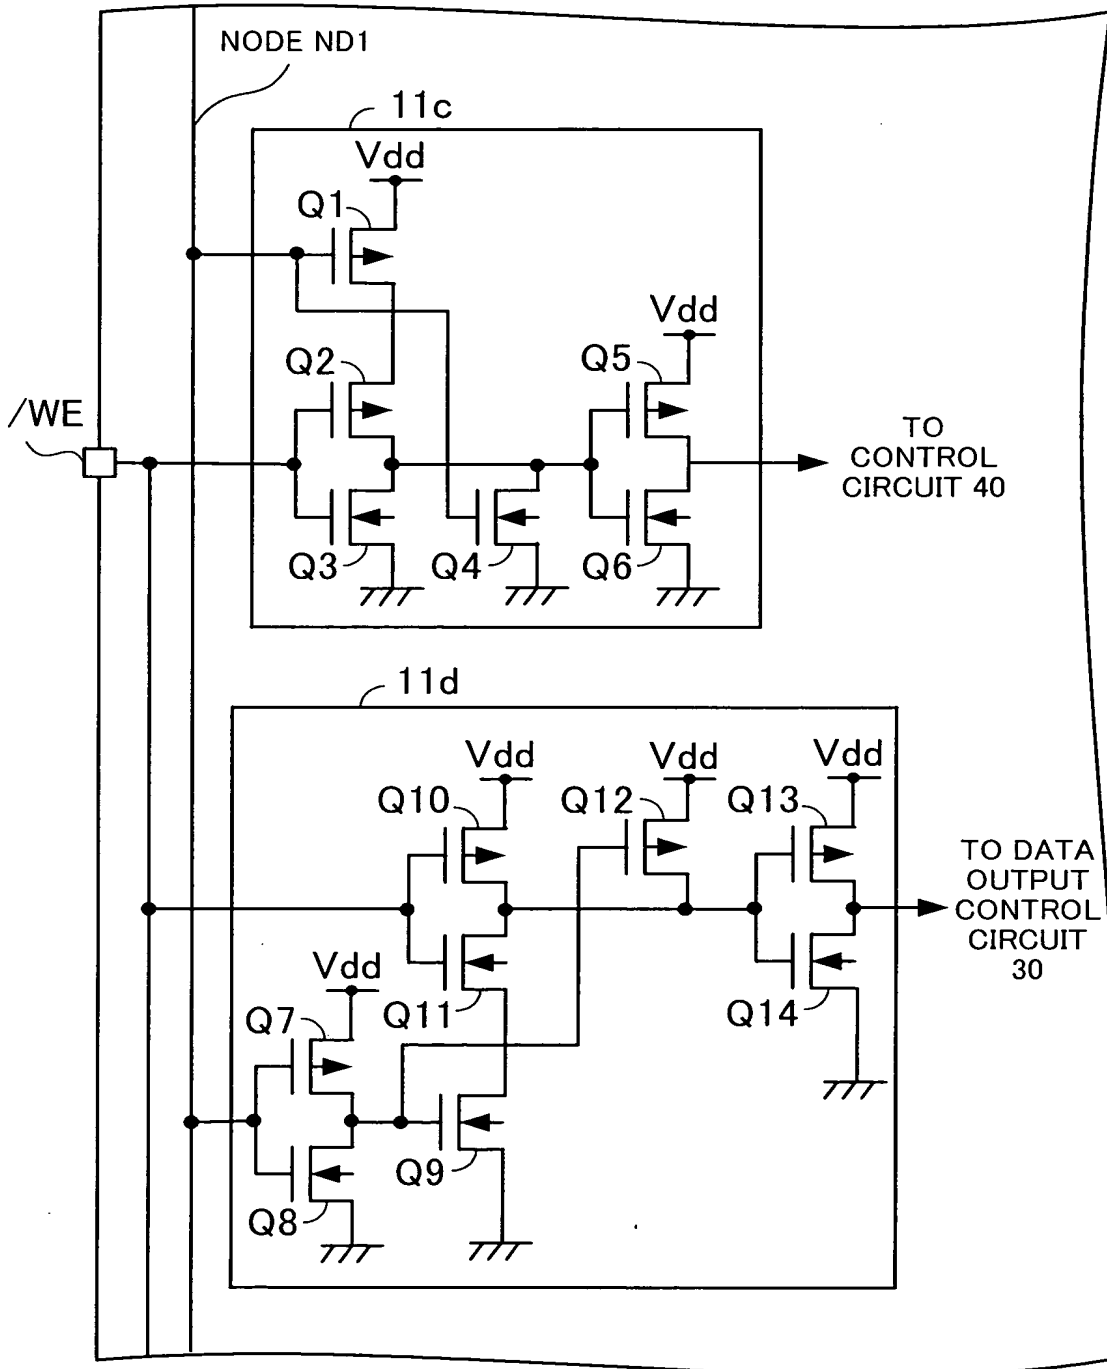 NODE ND1
11c
Vdd
Q1
Vdd
Q2
Q5
/WE
TO
CONTROL
CIRCUIT 40
Q3
Q4
Q6
11d
Vdd
Vdd
Vdd
Q10
Q12
Q13
TO DATA
OUTPUT
CONTROL
CIRCUIT
30
Vdd
Q11
Q14
Q7
Q9
Q8